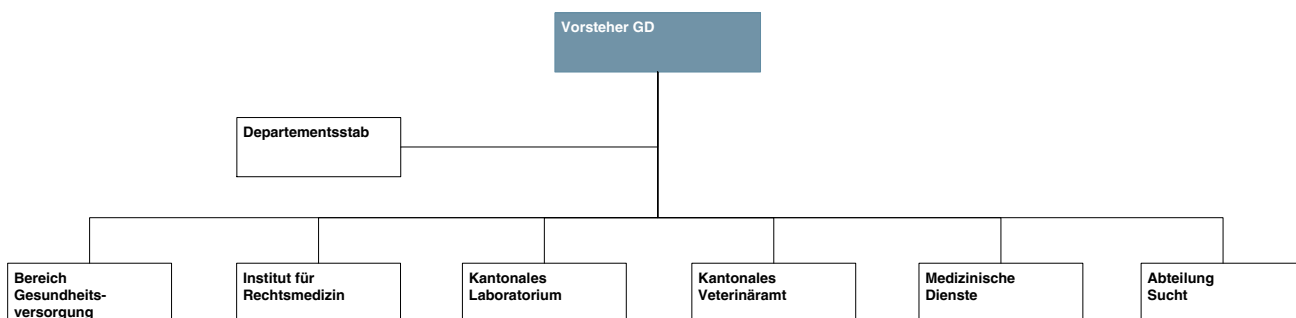 Vorsteher GD
Departementsstab
Bereich
Gesundheits-
versorgung
Institut für
Rechtsmedizin
Kantonales
Laboratorium
Kantonales
Veterinäramt
Medizinische
Dienste
Abteilung
Sucht